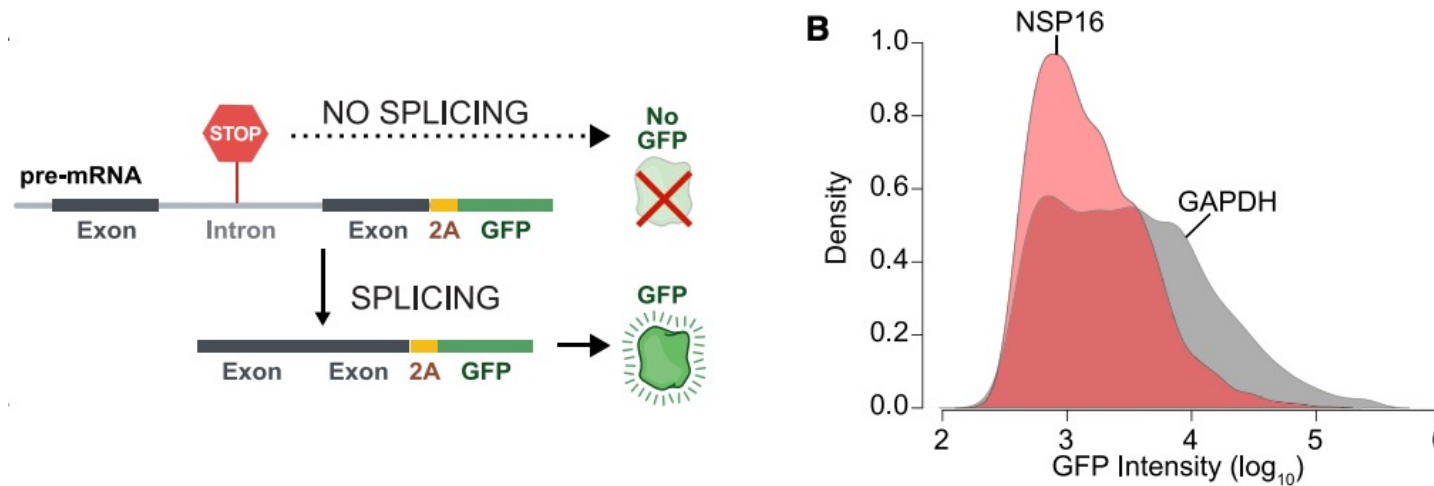 STOP
NO SPLICING
No
GFP
pre-mRNA
Exon Intron Exon 2A GFP
SPLICING
GFP
Exon Exon 2A GFP
B
NSP16
GAPDH
Density
1.0
0.8
0.6
0.4
0.2
0.0
2 3 4 5
GFP Intensity (log₁₀)